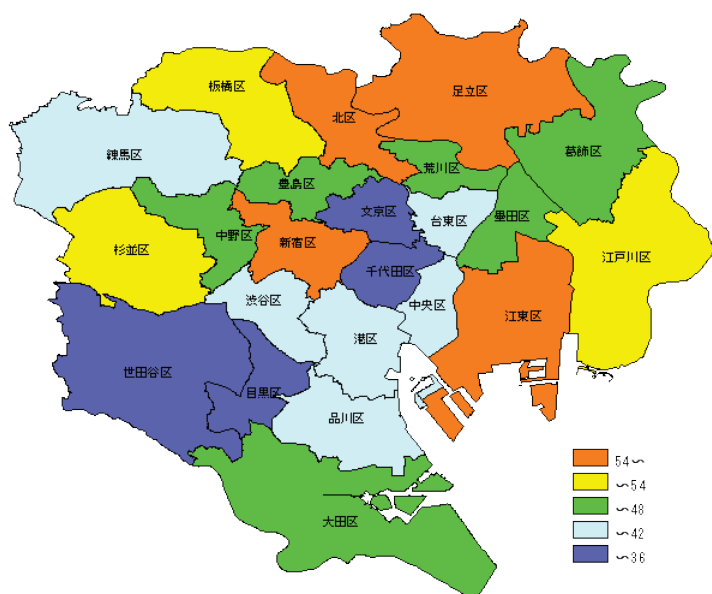 板橋区
北区
足立区
練馬区
荒川区
葛飾区
豊島区
文京区
台東区
墨田区
杉並区
中野区
新宿区
千代田区
江戸川区
渋谷区
中央区
江東区
港区
世田谷区
目黒区
品川区
大田区
54〜
〜54
〜48
〜42
〜36